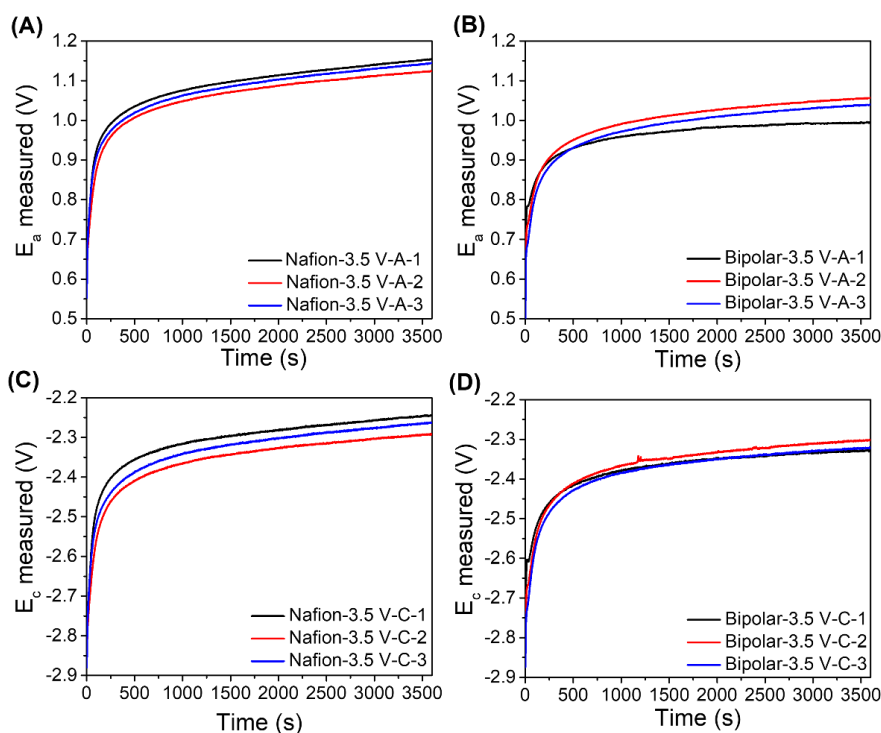 (A)
E_a measured (V)
1.2
1.1
1.0
0.9
0.8
0.7
0.6
0.5
Nafion-3.5 V-A-1
Nafion-3.5 V-A-2
Nafion-3.5 V-A-3
0 500 1000 1500 2000 2500 3000 3500
Time (s)
(B)
E_a measured (V)
1.2
1.1
1.0
0.9
0.8
0.7
0.6
0.5
Bipolar-3.5 V-A-1
Bipolar-3.5 V-A-2
Bipolar-3.5 V-A-3
0 500 1000 1500 2000 2500 3000 3500
Time (s)
(C)
E_c measured (V)
-2.2
-2.3
-2.4
-2.5
-2.6
-2.7
-2.8
-2.9
Nafion-3.5 V-C-1
Nafion-3.5 V-C-2
Nafion-3.5 V-C-3
0 500 1000 1500 2000 2500 3000 3500
Time (s)
(D)
E_c measured (V)
-2.2
-2.3
-2.4
-2.5
-2.6
-2.7
-2.8
-2.9
Bipolar-3.5 V-C-1
Bipolar-3.5 V-C-2
Bipolar-3.5 V-C-3
0 500 1000 1500 2000 2500 3000 3500
Time (s)